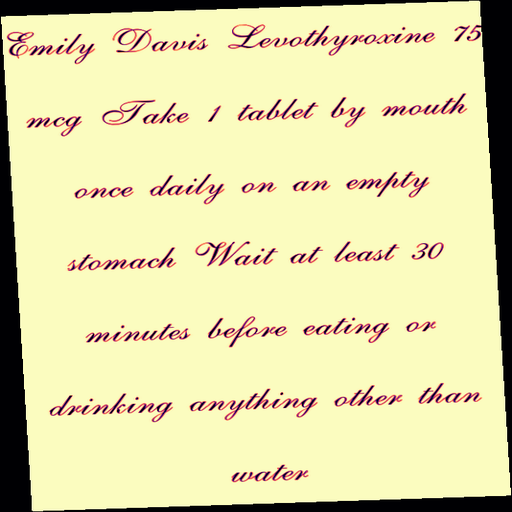 Emily Davis Levothyroxine 75
mcg Take 1 tablet by mouth
once daily on an empty
stomach Wait at least 30
minutes before eating or
drinking anything other than
water